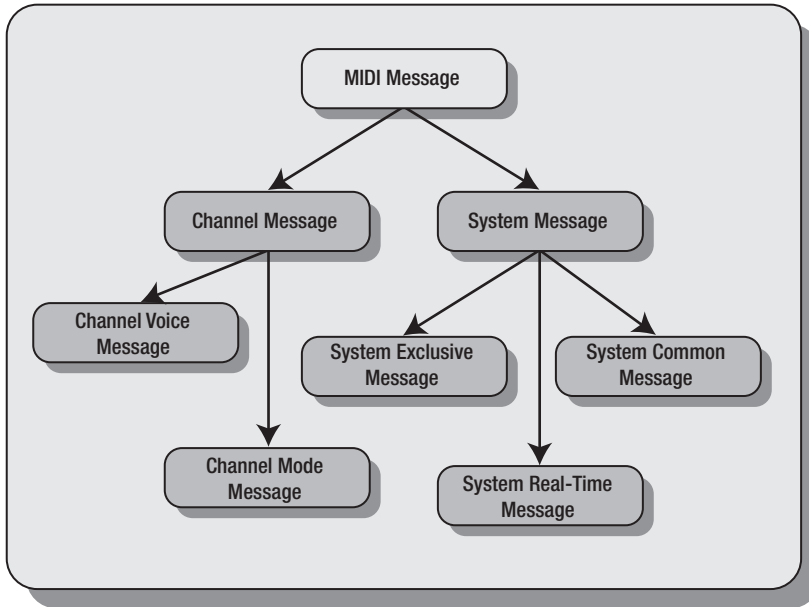 MIDI Message
Channel Message
System Message
Channel Voice
Message
System Exclusive
Message
System Common
Message
Channel Mode
Message
System Real-Time
Message